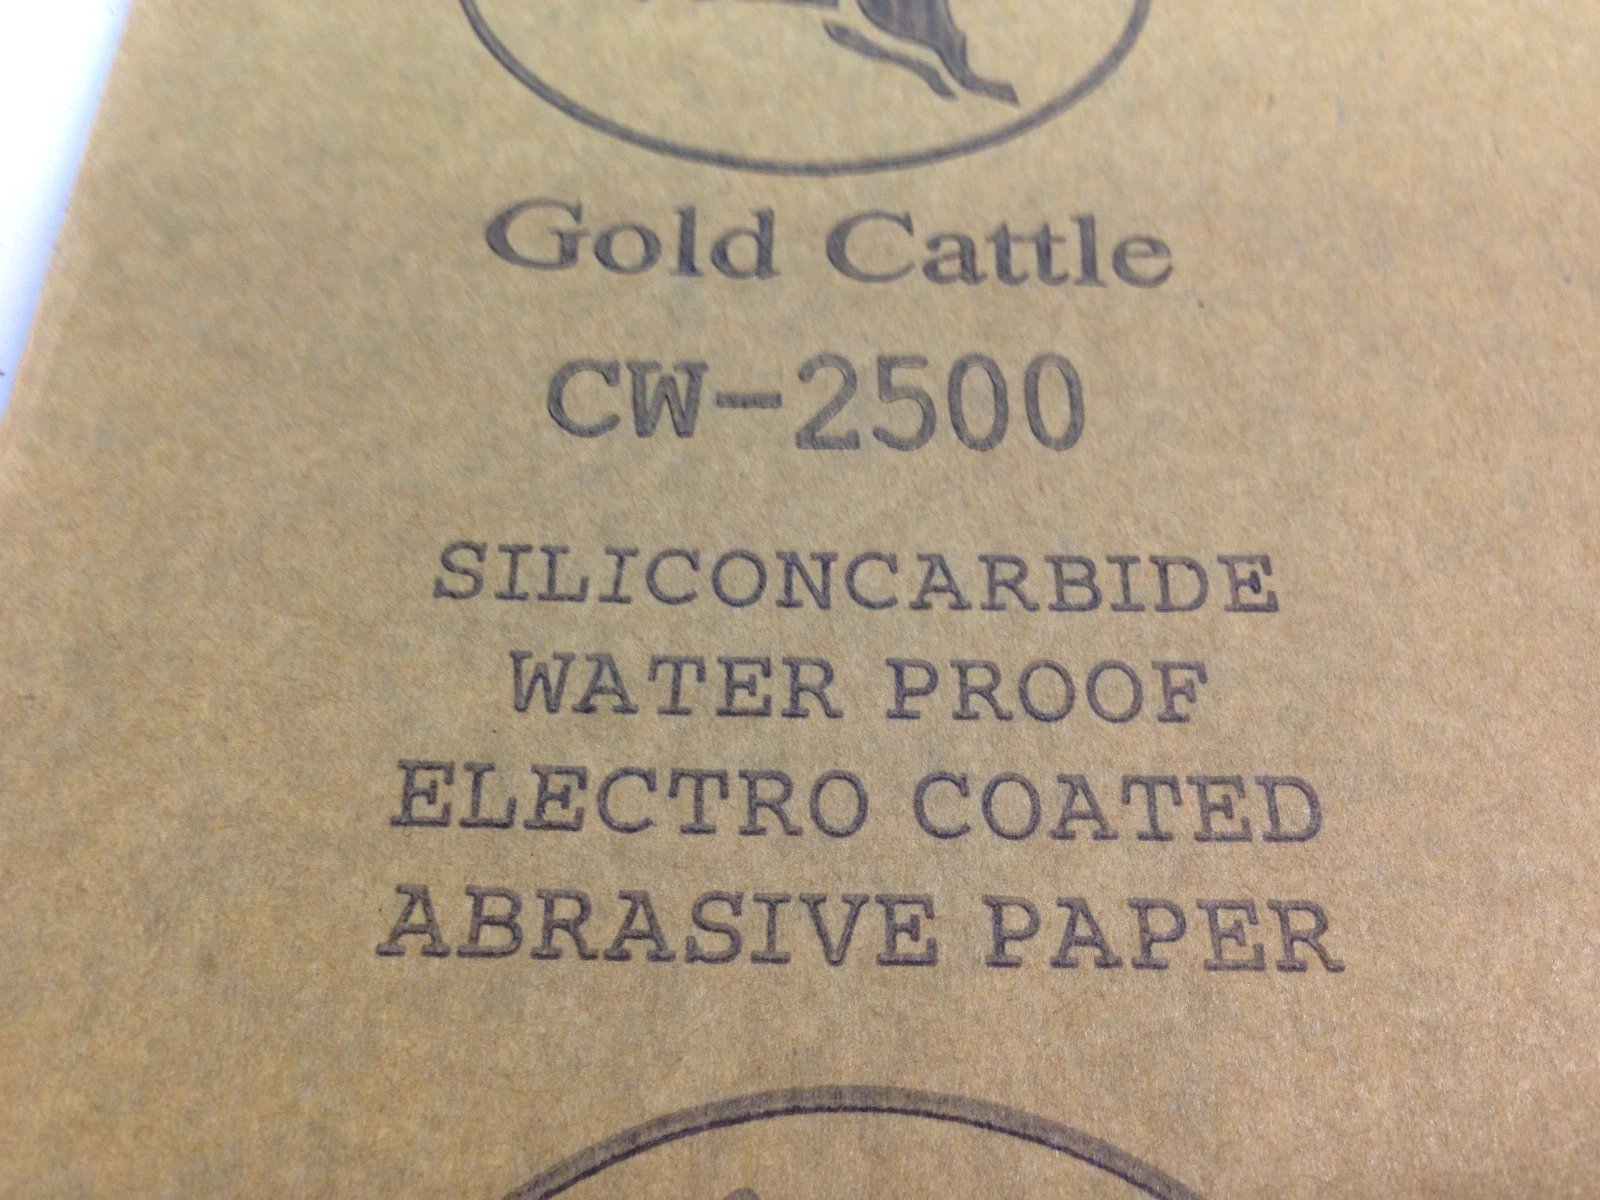 Gold Cattle
CW-2500
SILICONCARBIDE
WATER PROOF
ELECTRO COATED
ABRASIVE PAPER